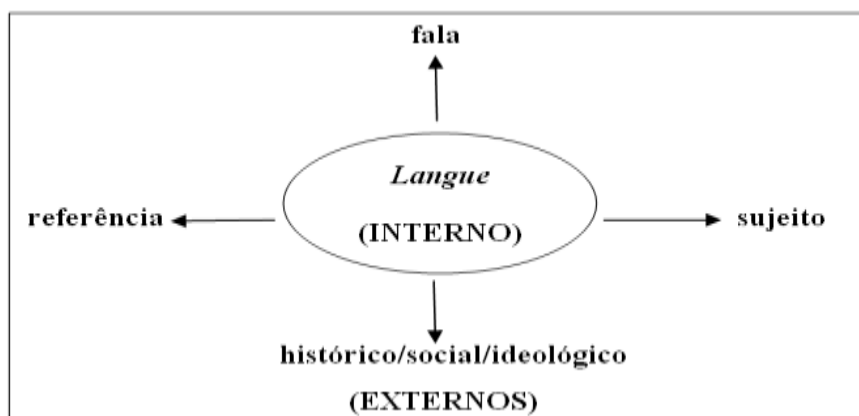 fala
Langue
(INTERNO)
referência
sujeito
histórico/social/ideológico
(EXTERNOS)